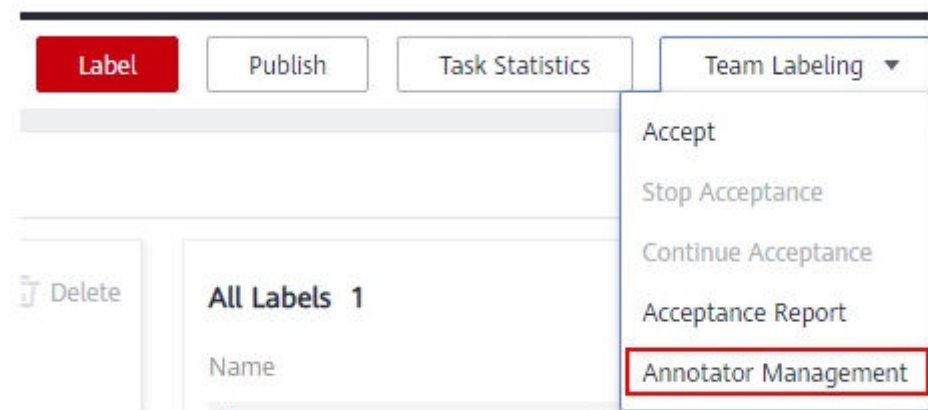 Label Publish Task Statistics Team Labeling
Accept
Stop Acceptance
Continue Acceptance
Acceptance Report
Annotator Management
Delete
All Labels 1
Name